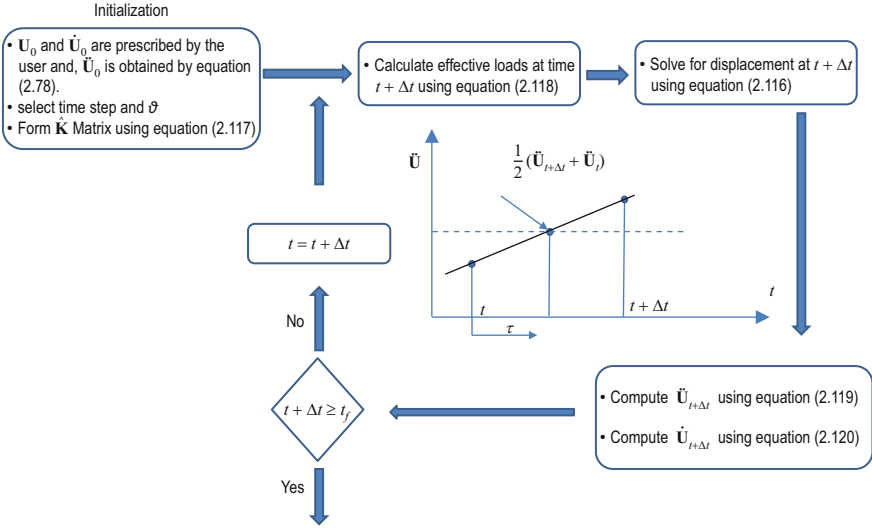 Initialization
• U₀ and U̇₀ are prescribed by the
user and, Ü₀ is obtained by equation
(2.78).
• select time step and ϑ
• Form K̂ Matrix using equation (2.117)
• Calculate effective loads at time
t + Δt using equation (2.118)
• Solve for displacement at t + Δt
using equation (2.116)
Ü
1/2 (Ü_{t+Δt} + Ü_t)
t
t + Δt
t
τ
t = t + Δt
No
t + Δt ≥ t_f
Yes
• Compute Ü_{t+Δt} using equation (2.119)
• Compute U̇_{t+Δt} using equation (2.120)